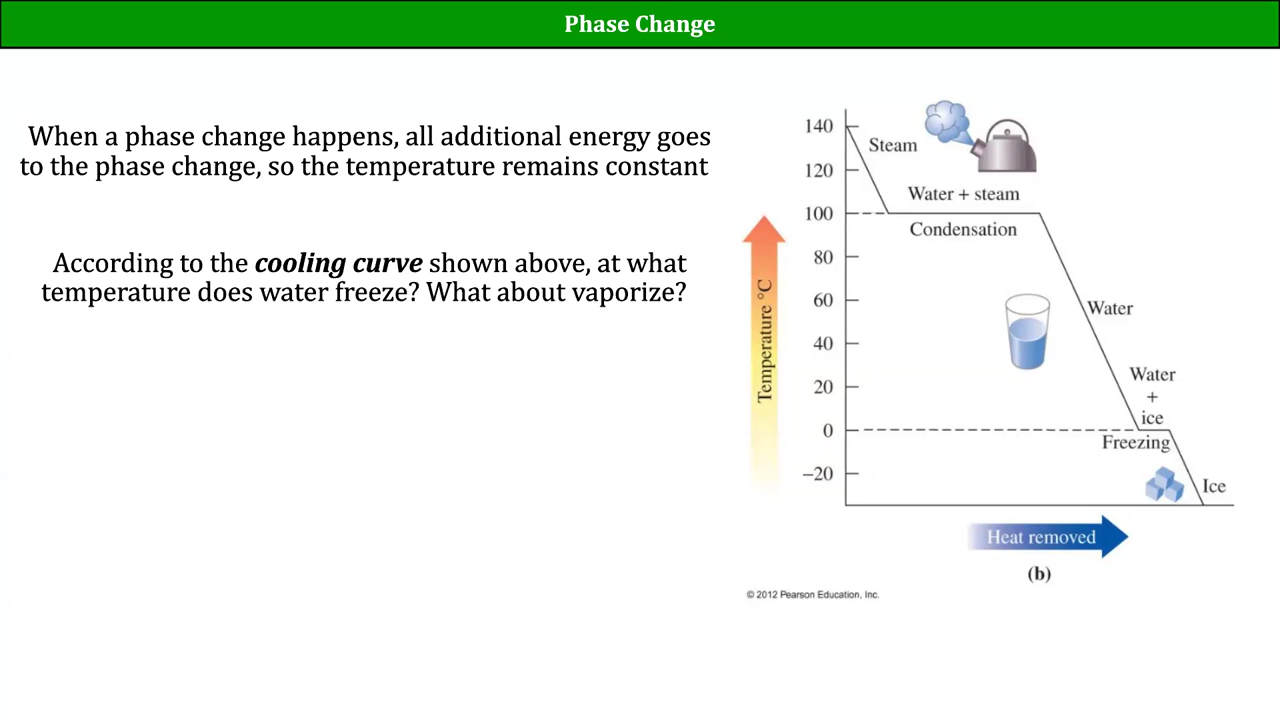 Phase Change
When a phase change happens, all additional energy goes
to the phase change, so the temperature remains constant
According to the cooling curve shown above, at what
temperature does water freeze? What about vaporize?
140
120
100
80
60
40
20
0
–20
Temperature °C
Steam
Water + steam
Condensation
Water
Water
+
ice
Freezing
Ice
Heat removed
(b)
© 2012 Pearson Education, Inc.